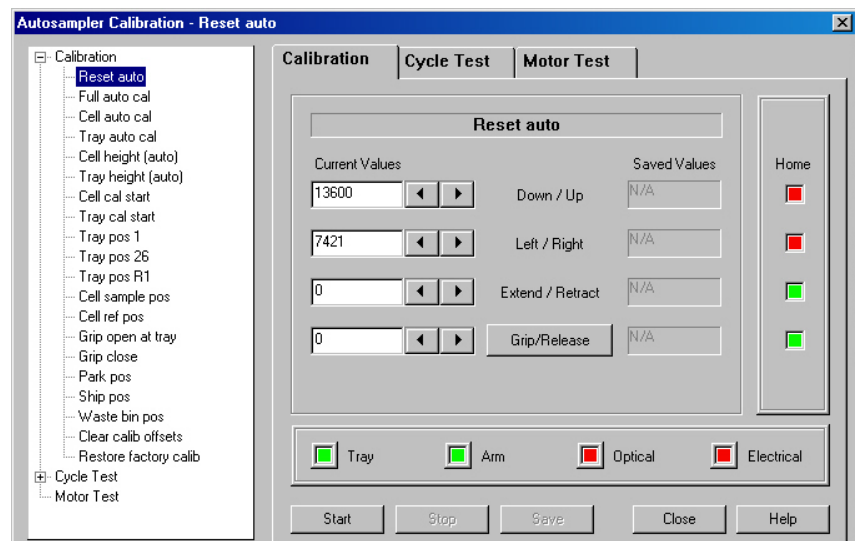 Autosampler Calibration - Reset auto
Calibration
Reset auto
Full auto cal
Cell auto cal
Tray auto cal
Cell height (auto)
Tray height (auto)
Cell cal start
Tray cal start
Tray pos 1
Tray pos 26
Tray pos R1
Cell sample pos
Cell ref pos
Grip open at tray
Grip close
Park pos
Ship pos
Waste bin pos
Clear calib offsets
Restore factory calib
Cycle Test
Motor Test
Calibration Cycle Test Motor Test
Reset auto
Current Values Saved Values Home
13600 Down / Up N/A
7421 Left / Right N/A
0 Extend / Retract N/A
0 Grip/Release N/A
Tray Arm Optical Electrical
Start Stop Save Close Help